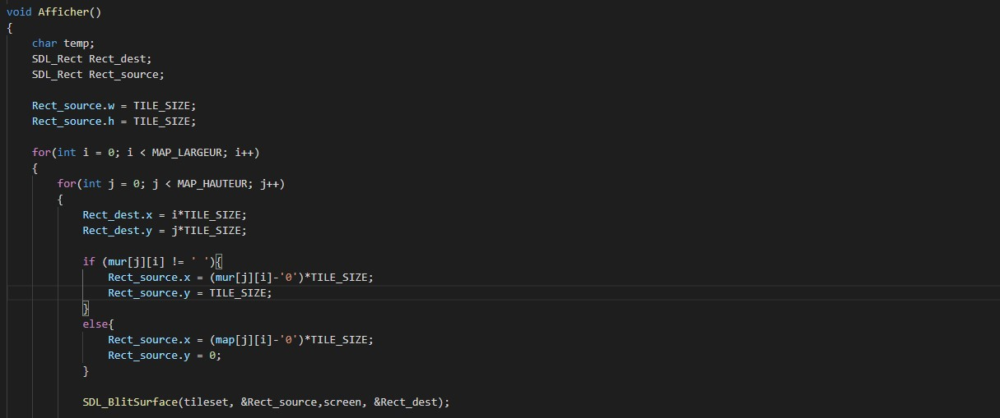 void Afficher()
{
    char temp;
    SDL_Rect Rect_dest;
    SDL_Rect Rect_source;

    Rect_source.w = TILE_SIZE;
    Rect_source.h = TILE_SIZE;

    for(int i = 0; i < MAP_LARGEUR; i++)
    {
        for(int j = 0; j < MAP_HAUTEUR; j++)
        {
            Rect_dest.x = i*TILE_SIZE;
            Rect_dest.y = j*TILE_SIZE;

            if (mur[j][i] != ' '){
                Rect_source.x = (mur[j][i]-'0')*TILE_SIZE;
                Rect_source.y = TILE_SIZE;
            }
            else{
                Rect_source.x = (map[j][i]-'0')*TILE_SIZE;
                Rect_source.y = 0;
            }

            SDL_BlitSurface(tileset, &Rect_source,screen, &Rect_dest);